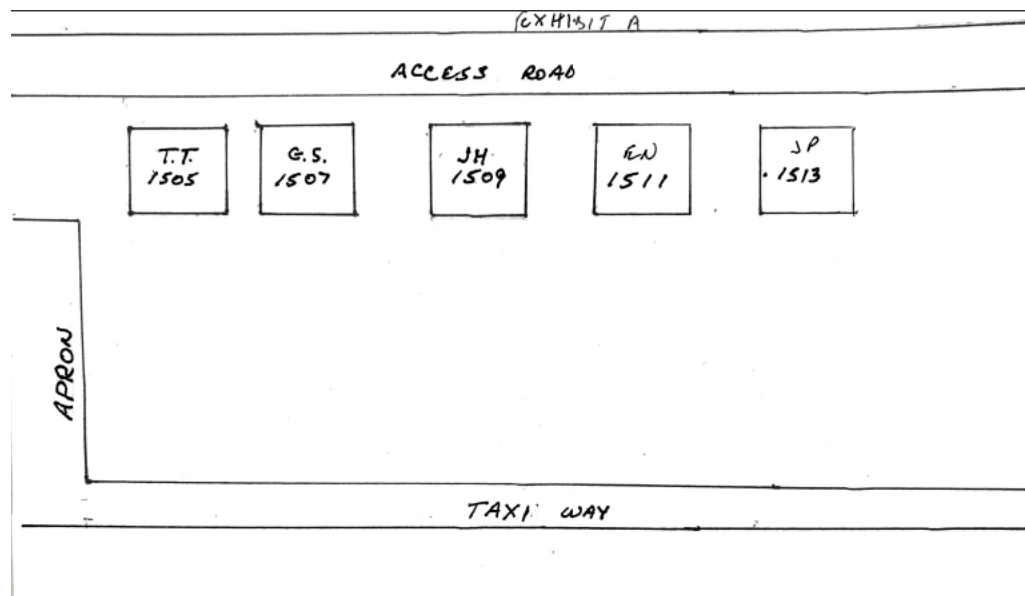 EXHIBIT A
ACCESS ROAD
T.T.
1505
G.S.
1507
JH
1509
EN
1511
JP
1513
APRON
TAXI WAY